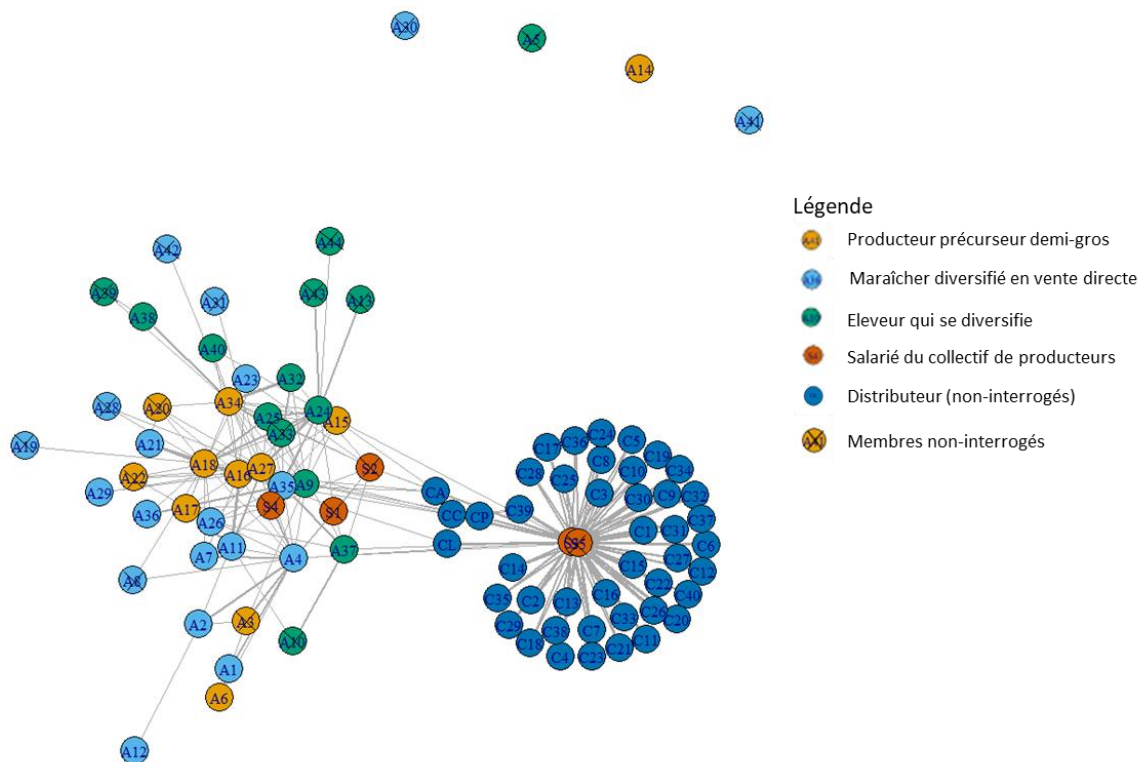 A30
A5
A14
A41
Légende
Producteur précurseur demi-gros
Maraîcher diversifié en vente directe
Eleveur qui se diversifie
Salarié du collectif de producteurs
Distributeur (non-interrogés)
Membres non-interrogés
A42
A44
A39
A43
A13
A31
A38
A40
A23
A32
A28
A20
A34
A24
A25
A15
A33
A21
A19
A18
A16
A27
S2
A22
A35
A9
A29
A17
S4
S1
A36
A26
A7
A11
A4
A37
A8
A2
A3
A10
A1
A6
A12
CA
CC
CP
C39
CL
S5
C17
C36
C24
C5
C28
C25
C8
C10
C19
C34
C3
C30
C9
C32
C1
C31
C37
C6
C14
C15
C27
C12
C35
C2
C13
C16
C22
C40
C29
C38
C7
C33
C26
C20
C18
C4
C23
C21
C11